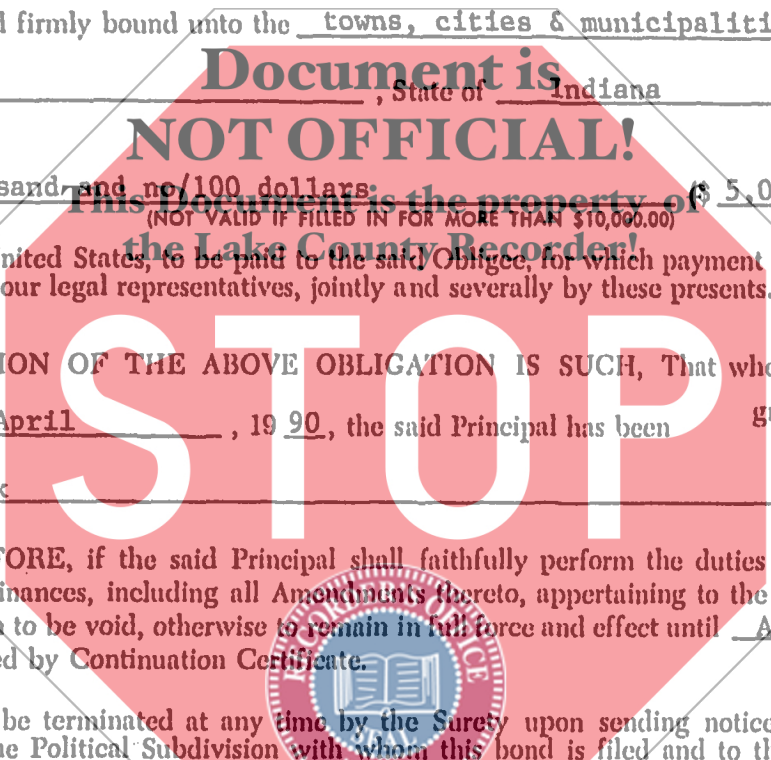 d firmly bound unto the towns, cities & municipaliti
Document is
, State of Indiana
NOT OFFICIAL!
sand and no/100 dollars ($ 5,0
This Document is the property of
(NOT VALID IF FILLED IN FOR MORE THAN $10,000.00)
the Lake County Recorder!
nited States, to be paid to the said Obligee, for which payment
our legal representatives, jointly and severally by these presents.
ION OF THE ABOVE OBLIGATION IS SUCH, That whe
STOP
April , 19 90, the said Principal has been gr
k
FORE, if the said Principal shall faithfully perform the duties
inances, including all Amendments thereto, appertaining to the
n to be void, otherwise to remain in full force and effect until A
ed by Continuation Certificate.
RECORDER'S OFFICE
SEAL
be terminated at any time by the Surety upon sending notice
he Political Subdivision with whom this bond is filed and to th